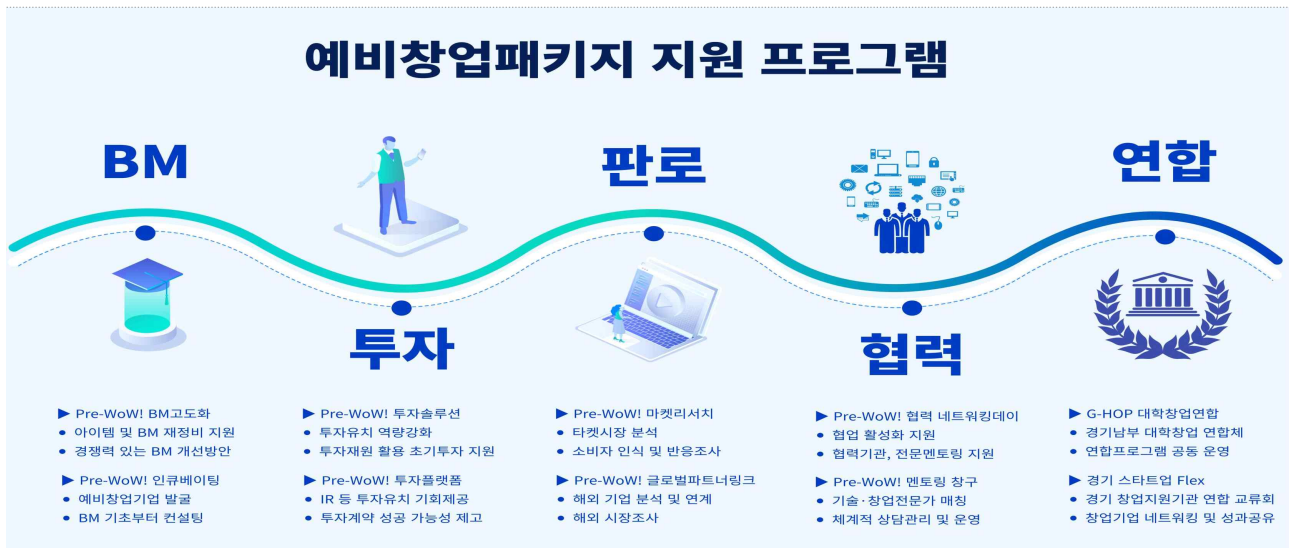 예비창업패키지 지원 프로그램
BM
투자
판로
협력
연합
▶ Pre-WoW! BM고도화
• 아이템 및 BM 재정비 지원
• 경쟁력 있는 BM 개선방안
▶ Pre-WoW! 인큐베이팅
• 예비창업기업 발굴
• BM 기초부터 컨설팅
▶ Pre-WoW! 투자솔루션
• 투자유치 역량강화
• 투자재원 활용 초기투자 지원
▶ Pre-WoW! 투자플랫폼
• IR 등 투자유치 기회제공
• 투자계약 성공 가능성 제고
▶ Pre-WoW! 마켓리서치
• 타켓시장 분석
• 소비자 인식 및 반응조사
▶ Pre-WoW! 글로벌파트너링크
• 해외 기업 분석 및 연계
• 해외 시장조사
▶ Pre-WoW! 협력 네트워킹데이
• 협업 활성화 지원
• 협력기관, 전문멘토링 지원
▶ Pre-WoW! 멘토링 창구
• 기술·창업전문가 매칭
• 체계적 상담관리 및 운영
▶ G-HOP 대학창업연합
• 경기남부 대학창업 연합체
• 연합프로그램 공동 운영
▶ 경기 스타트업 Flex
• 경기 창업지원기관 연합 교류회
• 창업기업 네트워킹 및 성과공유